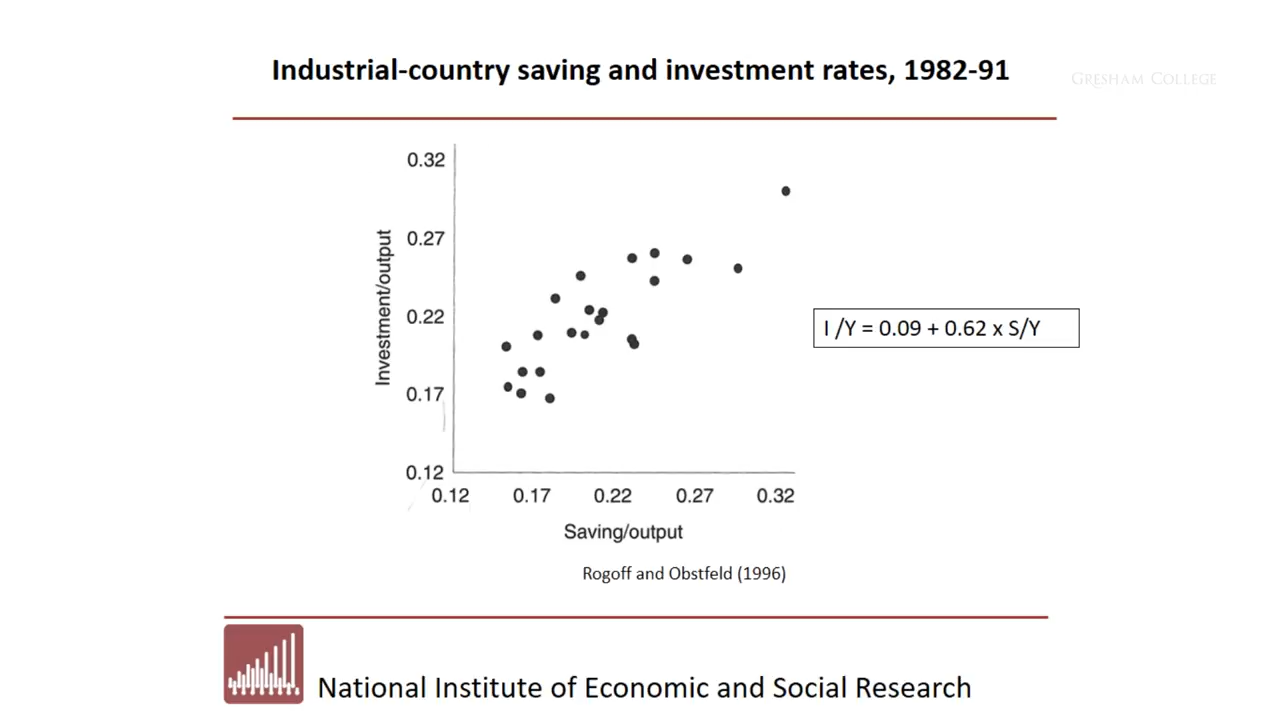 Industrial-country saving and investment rates, 1982-91
GRESHAM COLLEGE
0.32
0.27
0.22
0.17
0.12
Investment/output
I /Y = 0.09 + 0.62 x S/Y
0.12 0.17 0.22 0.27 0.32
Saving/output
Rogoff and Obstfeld (1996)
National Institute of Economic and Social Research